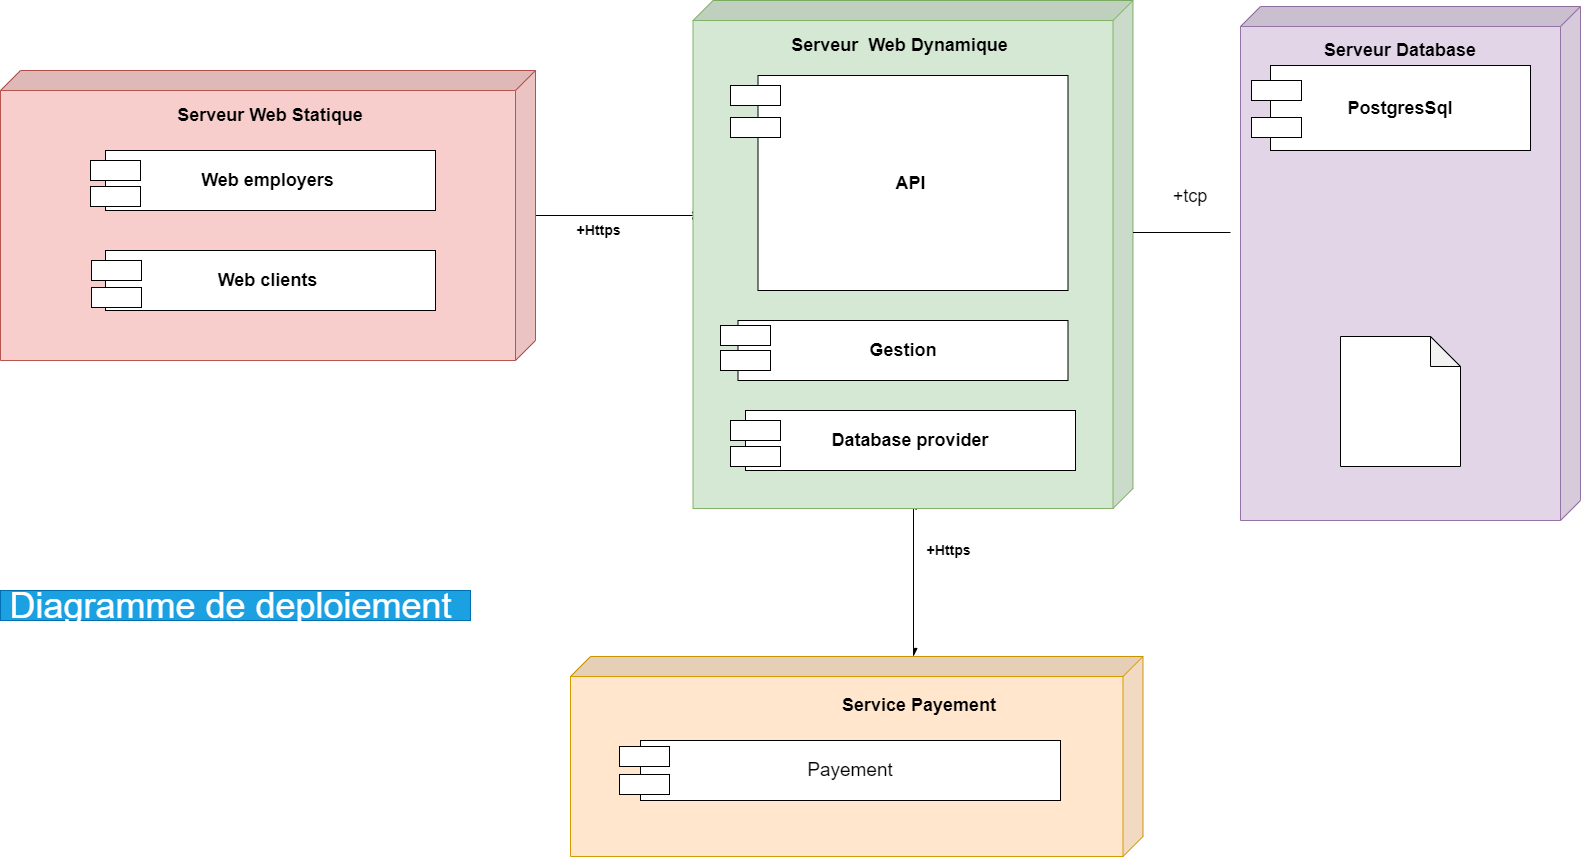 Serveur Web Statique
Web employers
Web clients
+Https
Serveur  Web Dynamique
API
Gestion
Database provider
+tcp
Serveur Database
PostgresSql
+Https
Diagramme de deploiement
Service Payement
Payement